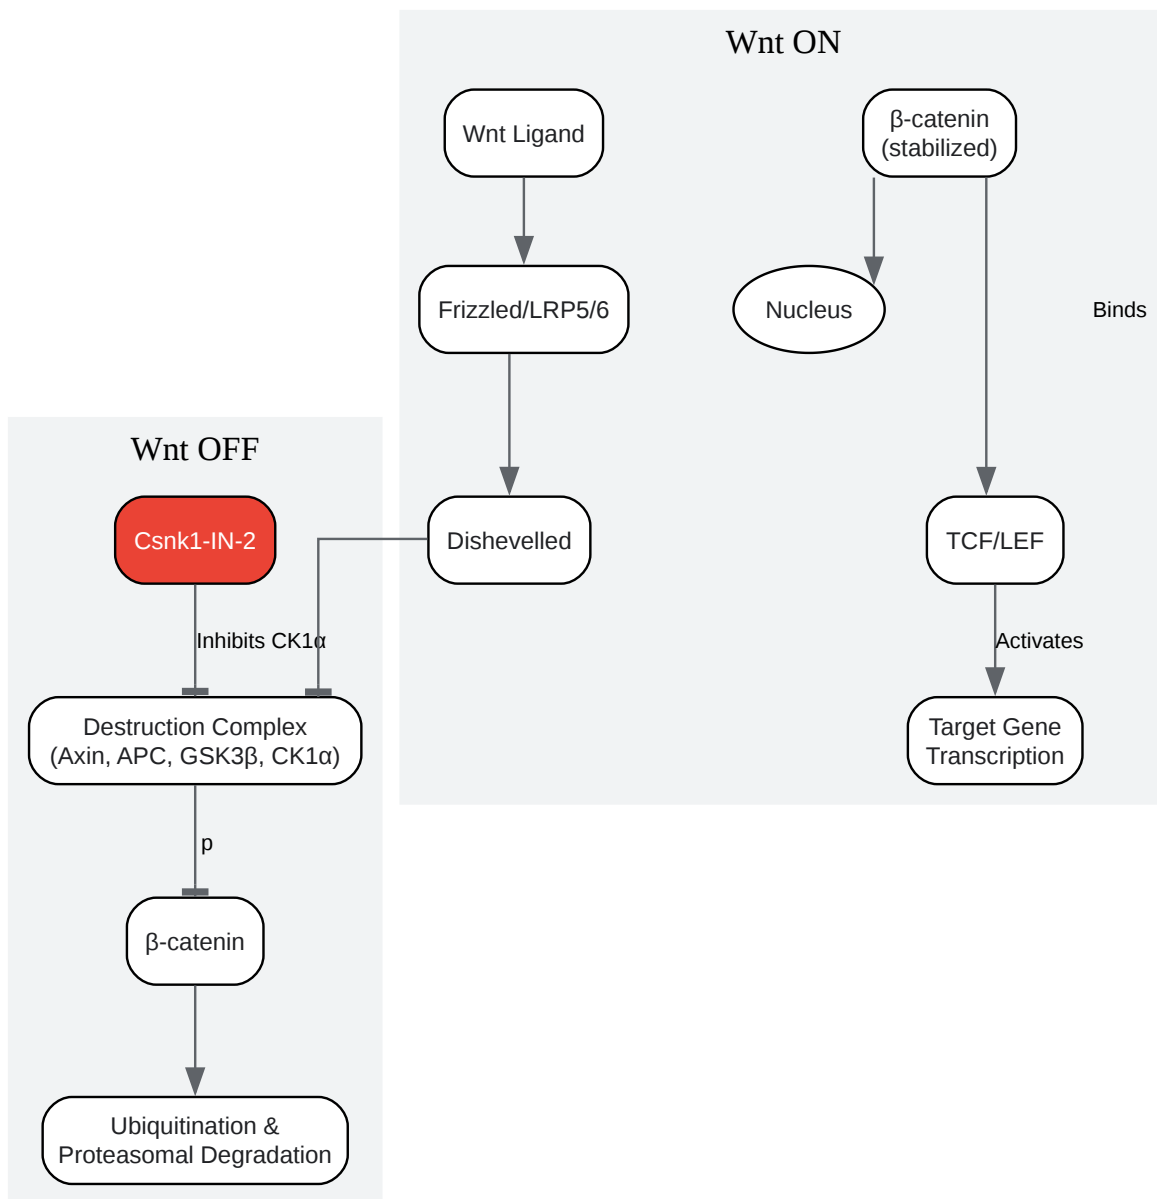 Wnt ON
Wnt Ligand
β-catenin
(stabilized)
Frizzled/LRP5/6
Nucleus
Binds
Wnt OFF
Csnk1-IN-2
Dishevelled
TCF/LEF
Inhibits CK1α
Activates
Destruction Complex
(Axin, APC, GSK3β, CK1α)
Target Gene
Transcription
p
β-catenin
Ubiquitination &
Proteasomal Degradation